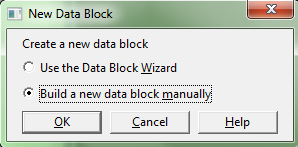 New Data Block
Create a new data block
Use the Data Block Wizard
Build a new data block manually
OK
Cancel
Help